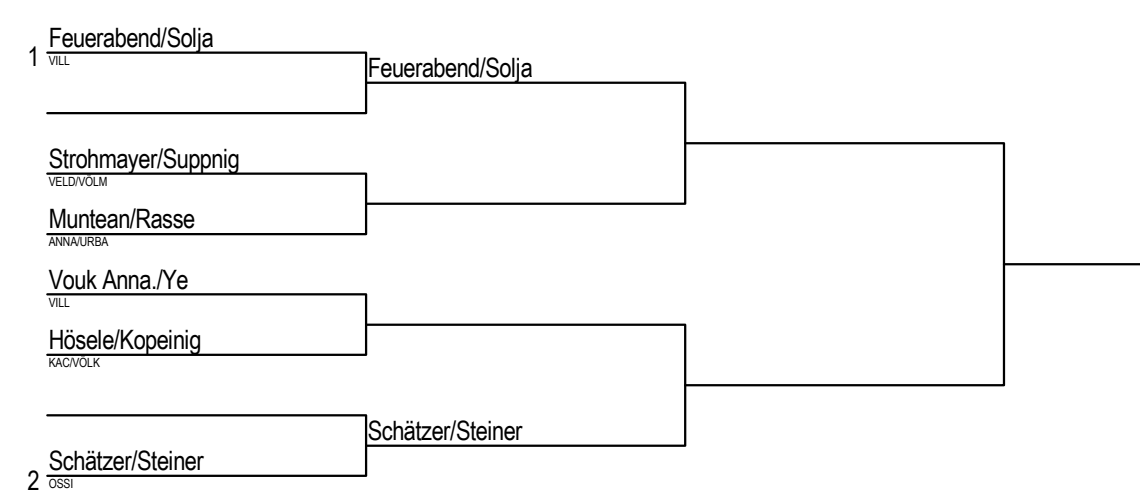 Feuerabend/Solja
1
VILL
Feuerabend/Solja
Strohmayer/Suppnig
VELD/VÖLM
Muntean/Rasse
ANNA/URBA
Vouk Anna./Ye
VILL
Hösele/Kopeinig
KAC/VÖLK
Schätzer/Steiner
Schätzer/Steiner
2
OSSI